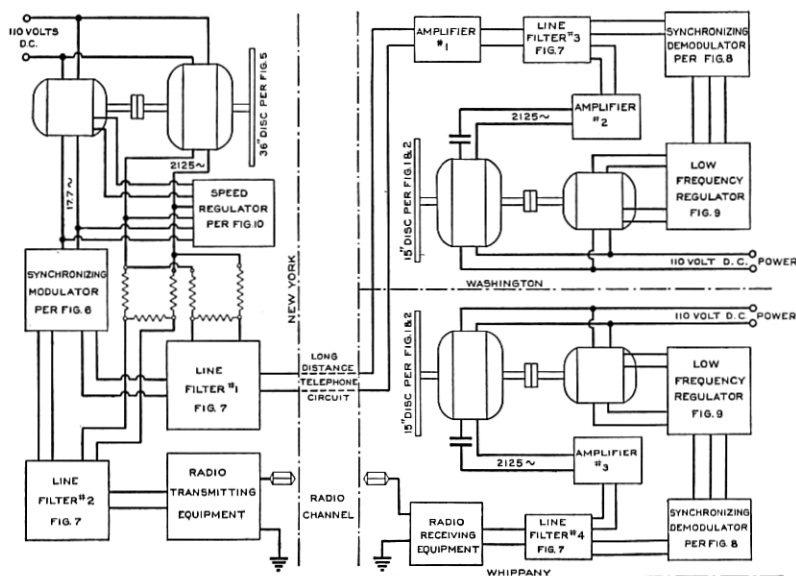 110 VOLTS
D.C.
36" DISC PER FIG.5
2125~
17.7~
SPEED
REGULATOR
PER FIG.10
SYNCHRONIZING
MODULATOR
PER FIG.6
LINE
FILTER #1
FIG. 7
LINE
FILTER #2
FIG. 7
RADIO
TRANSMITTING
EQUIPMENT
NEW YORK
LONG
DISTANCE
TELEPHONE
CIRCUIT
RADIO
CHANNEL
AMPLIFIER
#1
LINE
FILTER #3
FIG. 7
SYNCHRONIZING
DEMODULATOR
PER FIG. 8
AMPLIFIER
#2
2125~
15" DISC PER FIG. 1&2
LOW
FREQUENCY
REGULATOR
FIG. 9
110 VOLT D.C. POWER
WASHINGTON
110 VOLT D.C. POWER
15" DISC PER FIG. 1&2
LOW
FREQUENCY
REGULATOR
FIG. 9
2125~
AMPLIFIER
#3
RADIO
RECEIVING
EQUIPMENT
LINE
FILTER #4
FIG. 7
SYNCHRONIZING
DEMODULATOR
PER FIG. 8
WHIPPANY